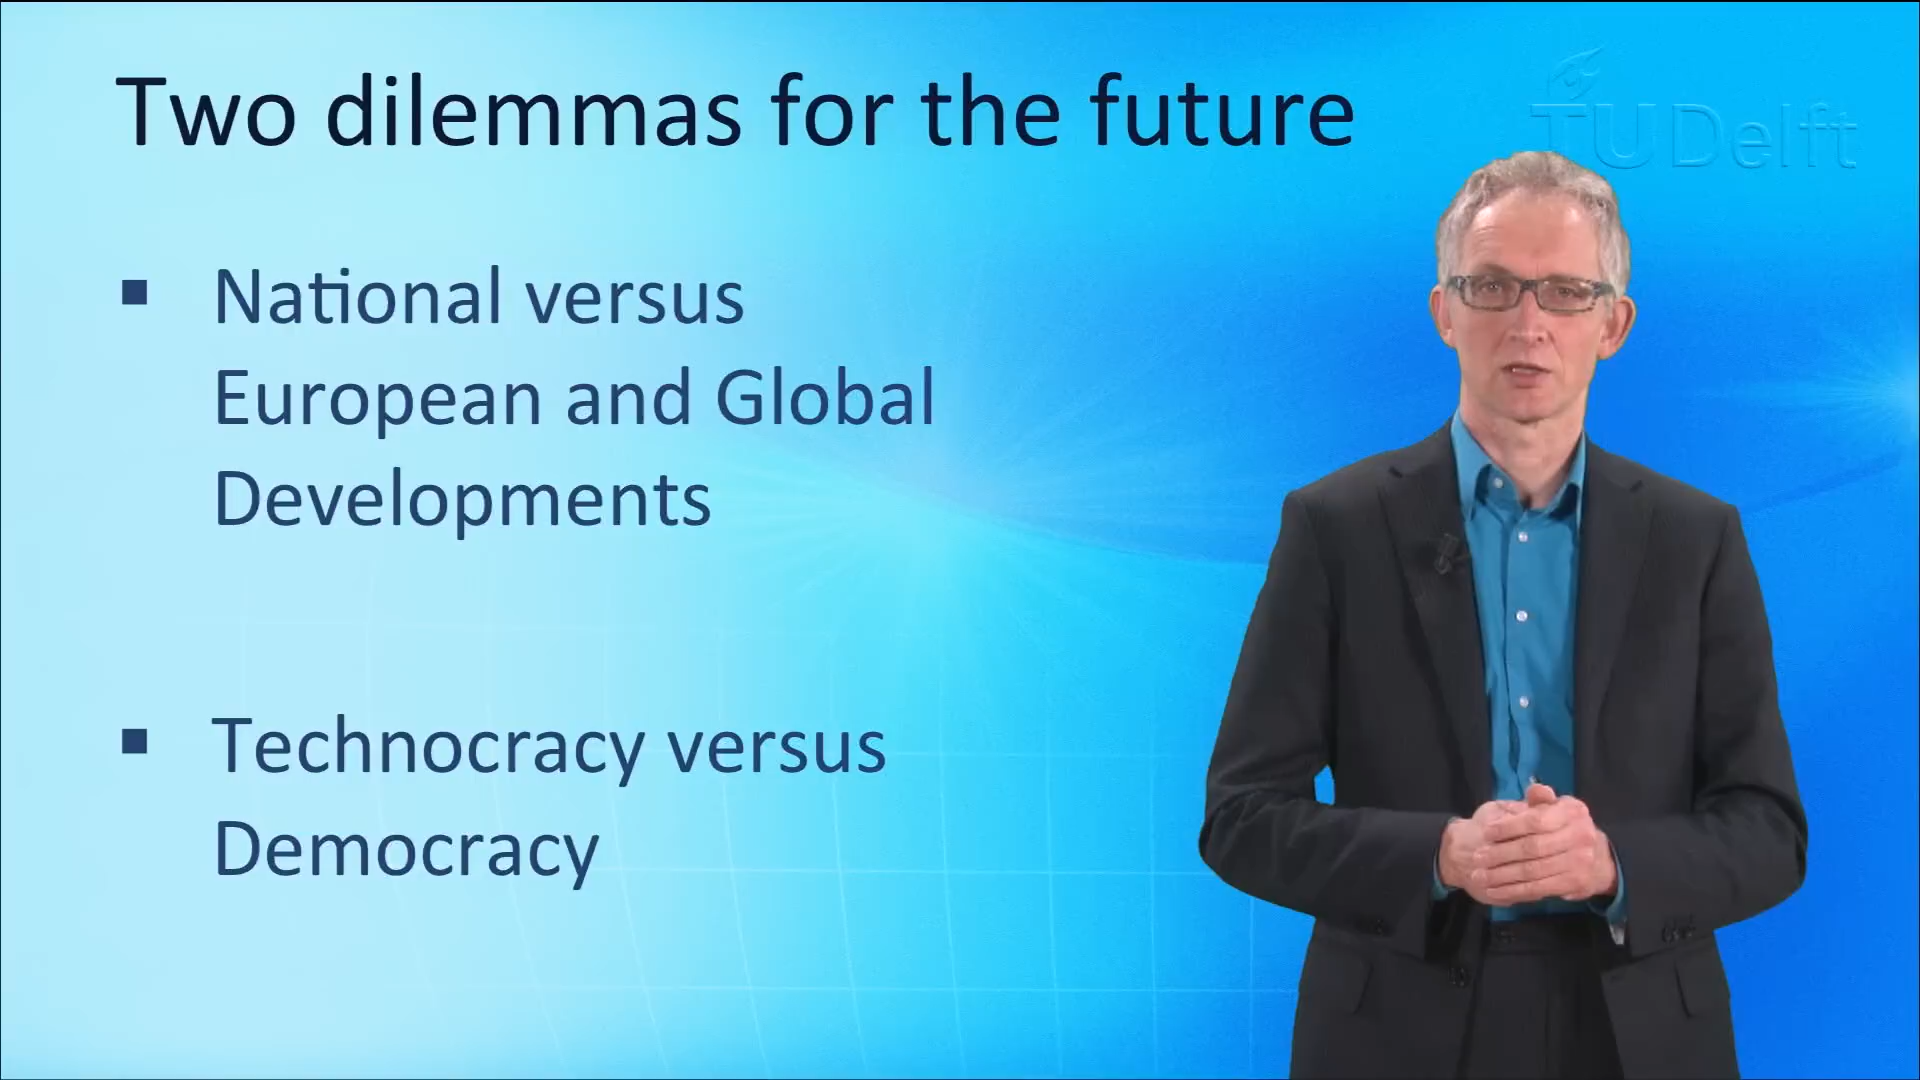 Two dilemmas for the future
TU Delft
▪ National versus
European and Global
Developments
▪ Technocracy versus
Democracy